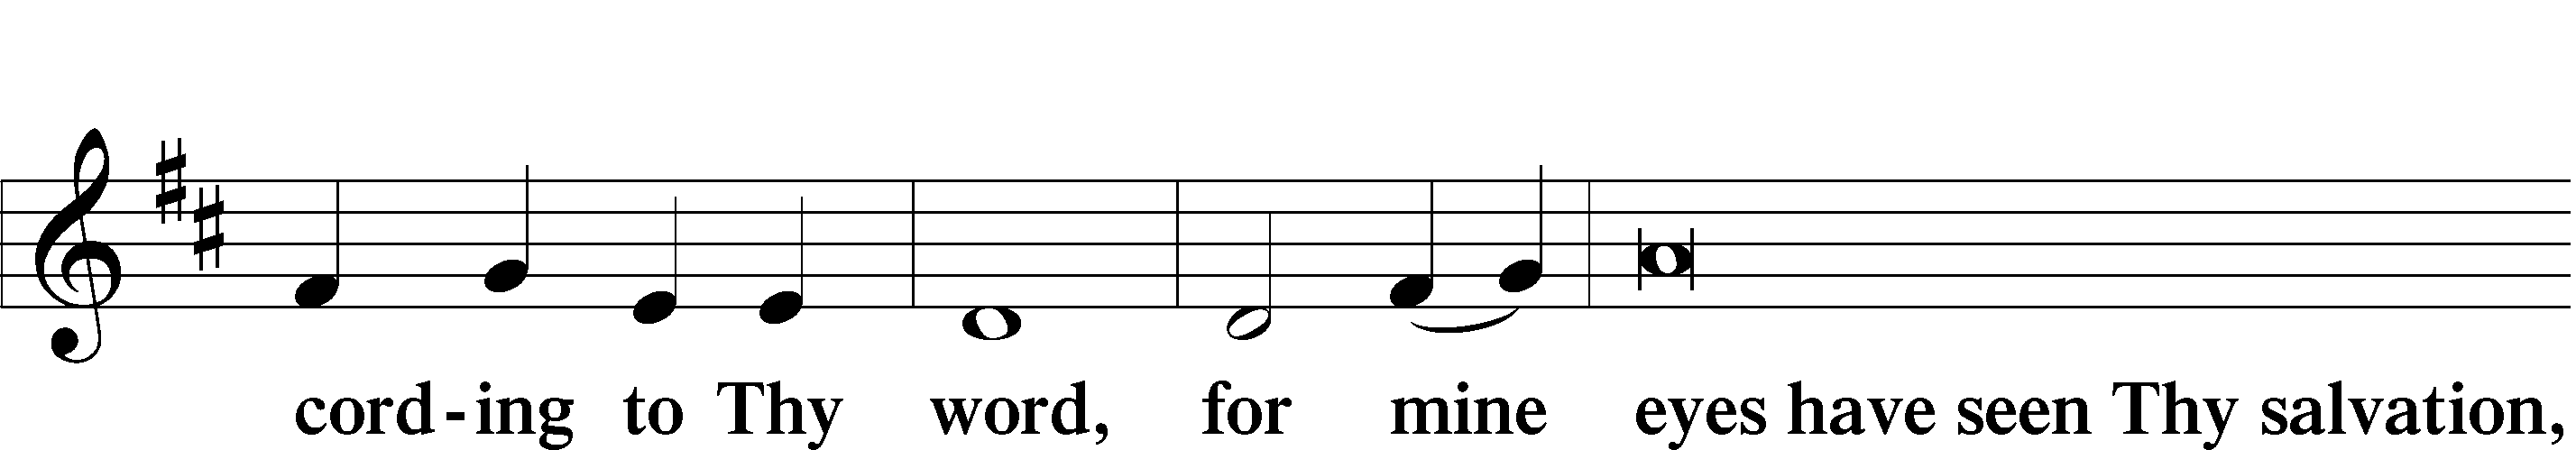 cord-ing to Thy word, for mine eyes have seen Thy salvation,